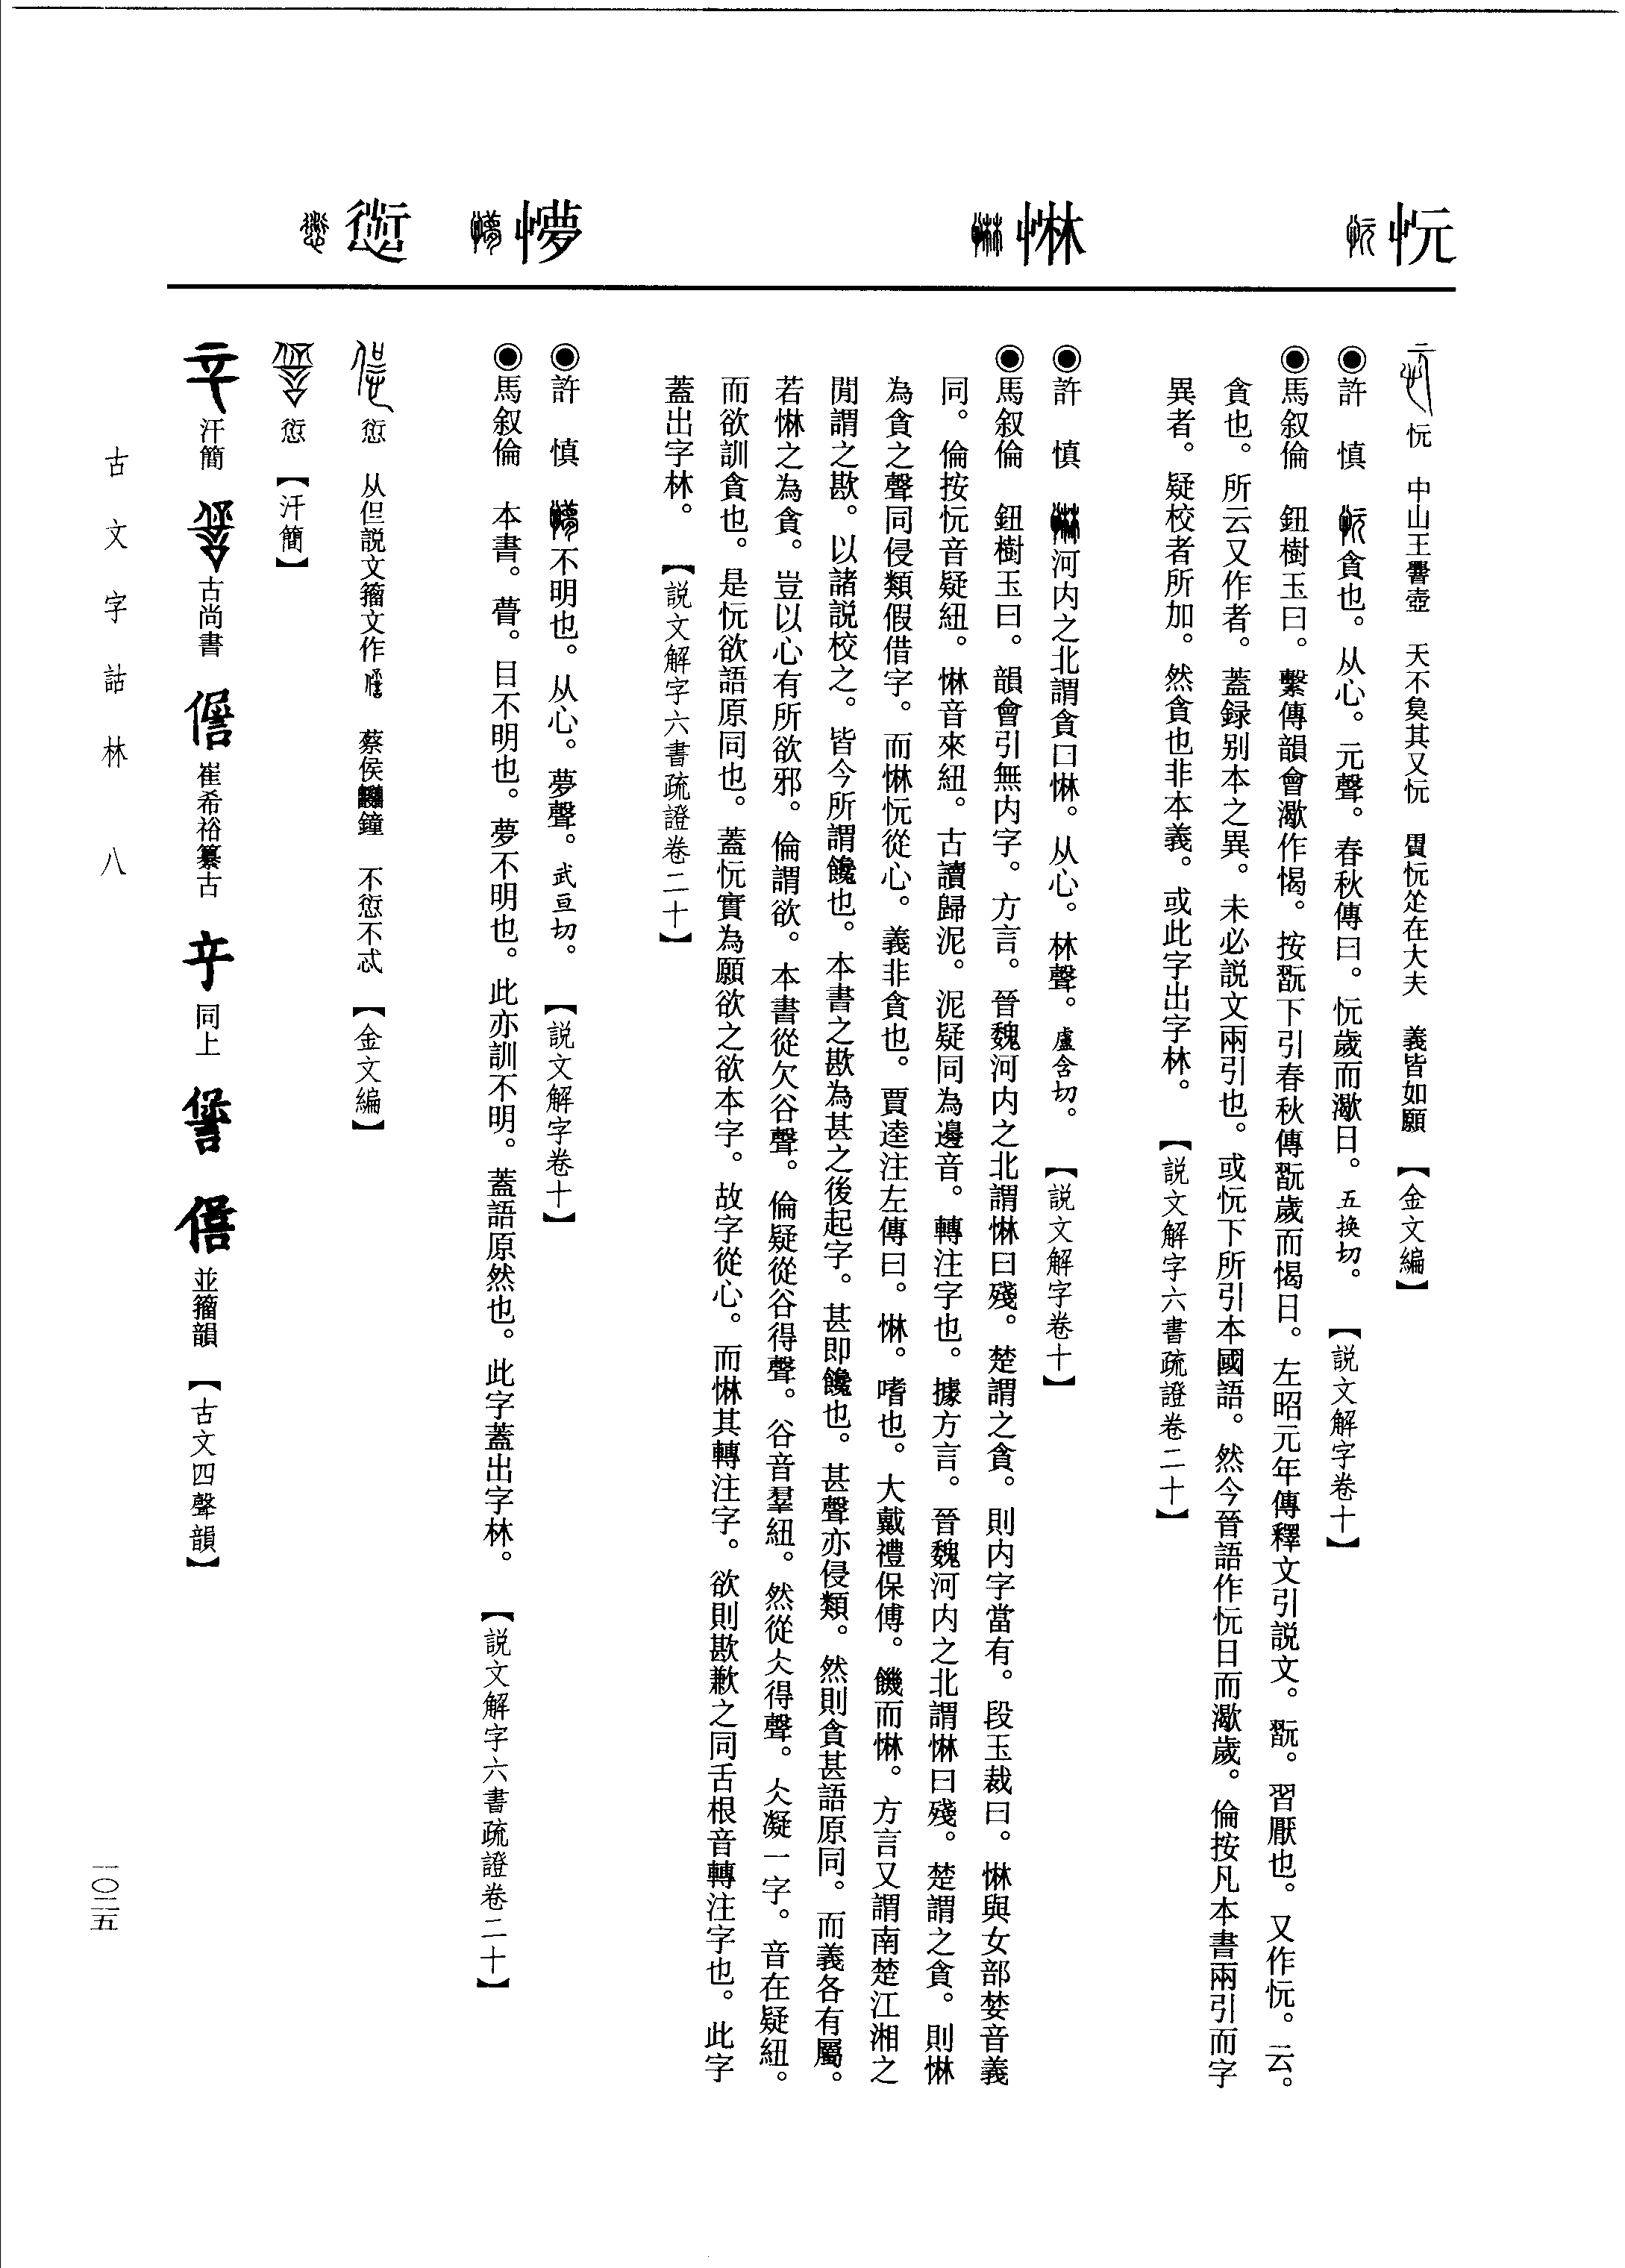 忨
惏
懜
愆
忨　中山王𧊒壺　天不𢍰其又忨　𧶠忨𨑒在大夫　義皆如願　【金文編】
◉許　慎　貪也。从心。元聲。春秋傳曰。忨歲而㵣日。五换切。　【説文解字卷十】
◉馬叙倫　鈕樹玉曰。繫傳韻會㵣作愒。按翫下引春秋傳翫歲而愒日。左昭元年傳釋文引説文。翫。習厭也。又作忨。云。
貪也。所云又作者。蓋録别本之異。未必説文兩引也。或忨下所引本國語。然今晉語作忨日而㵣歲。倫按凡本書兩引而字
異者。疑校者所加。然貪也非本義。或此字出字林。　【説文解字六書疏證卷二十】
◉許　慎　河内之北謂貪曰惏。从心。林聲。盧含切。　【説文解字卷十】
◉馬叙倫　鈕樹玉曰。韻會引無内字。方言。晉魏河内之北謂惏曰殘。楚謂之貪。則内字當有。段玉裁曰。惏與女部婪音義
同。倫按忨音疑紐。惏音來紐。古讀歸泥。泥疑同為邊音。轉注字也。據方言。晉魏河内之北謂惏曰殘。楚謂之貪。則惏
為貪之聲同侵類假借字。而惏忨從心。義非貪也。賈逵注左傳曰。惏。嗜也。大戴禮保傅。饑而惏。方言又謂南楚江湘之
閒謂之歁。以諸説校之。皆今所謂饞也。本書之歁為甚之後起字。甚即饞也。甚聲亦侵類。然則貪甚語原同。而義各有屬。
若惏之為貪。豈以心有所欲邪。倫謂欲。本書從欠谷聲。倫疑從谷得聲。谷音羣紐。然從仌得聲。仌凝一字。音在疑紐。
而欲訓貪也。是忨欲語原同也。蓋忨實為願欲之欲本字。故字從心。而惏其轉注字。欲則歁歉之同舌根音轉注字也。此字
蓋出字林。　【説文解字六書疏證卷二十】
◉許　慎　不明也。从心。夢聲。武亘切。　【説文解字卷十】
◉馬叙倫　本書。瞢。目不明也。夢不明也。此亦訓不明。蓋語原然也。此字蓋出字林。　【説文解字六書疏證卷二十】
愆　从侃説文籀文作　蔡侯鐘　不愆不忒　【金文編】
愆　【汗簡】
汗簡　古尚書　崔希裕纂古　同上　並籀韻　【古文四聲韻】
古文字詁林　八
一〇二五